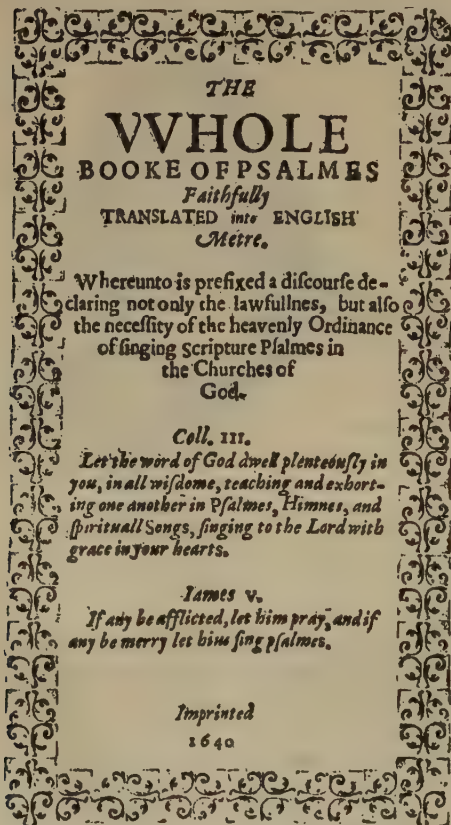 THE
VVHOLE
BOOKE OF PSALMES
Faithfully
TRANSLATED into ENGLISH
Metre.
Whereunto is prefixed a diſcourſe de-
claring not only the lawfullnes, but alſo
the neceſſity of the heavenly Ordinance
of ſinging Scripture Pſalmes in
the Churches of
God.
Coll. III.
Let the word of God dwell plenteouſly in
you, in all wiſdome, teaching and exhort-
ing one another in Pſalmes, Himnes, and
ſpirituall Songs, ſinging to the Lord with
grace in your hearts.
Iames v.
If any be afflicted, let him pray, and if
any be merry let him ſing pſalmes.
Imprinted
1640